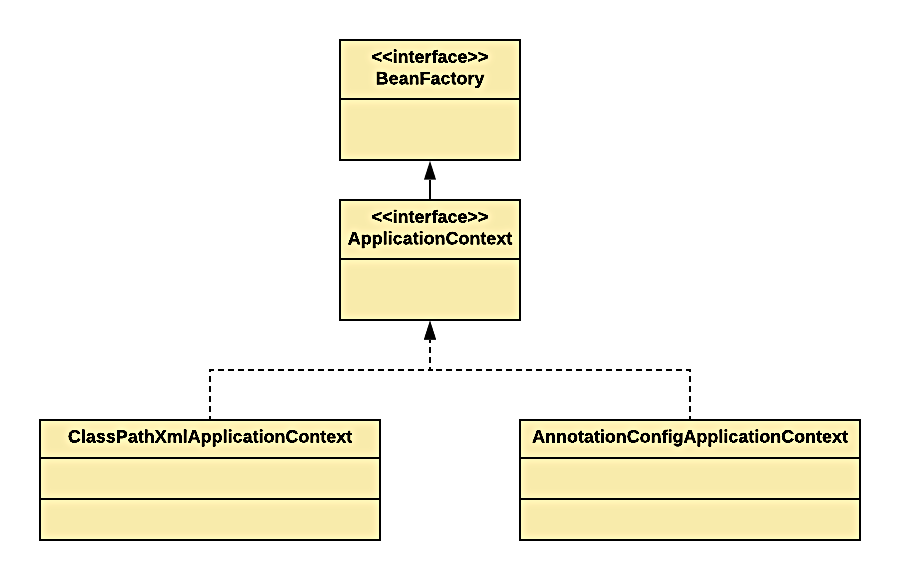 <<interface>>
BeanFactory
<<interface>>
ApplicationContext
ClassPathXmlApplicationContext
AnnotationConfigApplicationContext